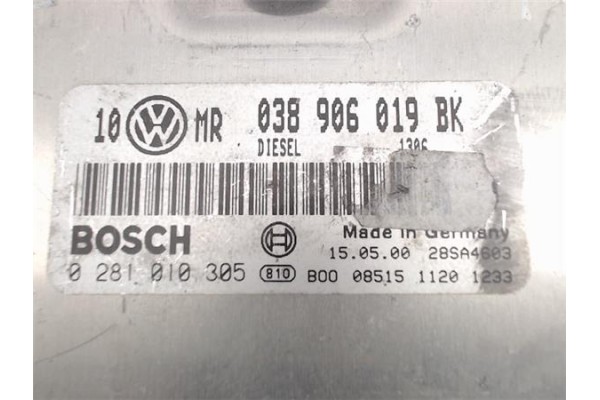 10 MR 038 906 019 BK
DIESEL 1306
BOSCH Made in Germany
15.05.00 28SA4603
0 281 010 305 810 B00 08515 1120 1233